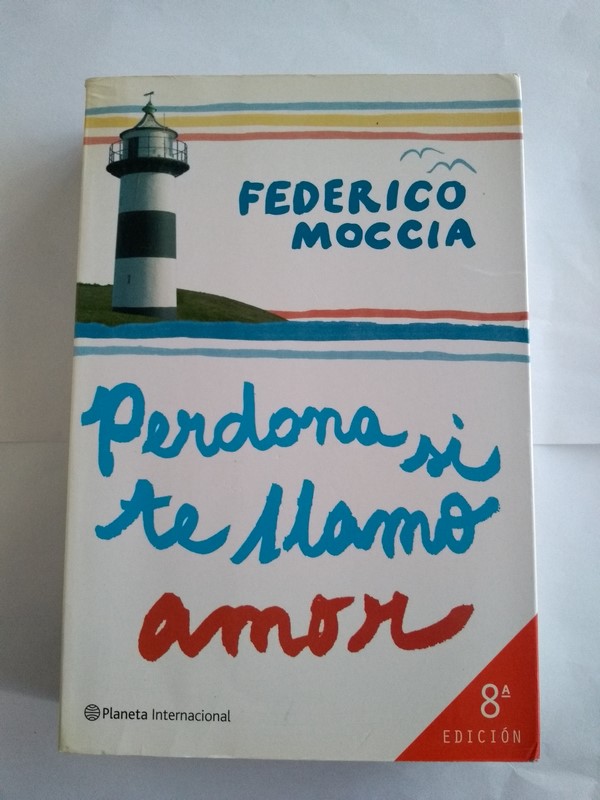 FEDERICO
MOCCIA
Perdona si
te llamo
amor
Planeta Internacional
8ª
EDICIÓN